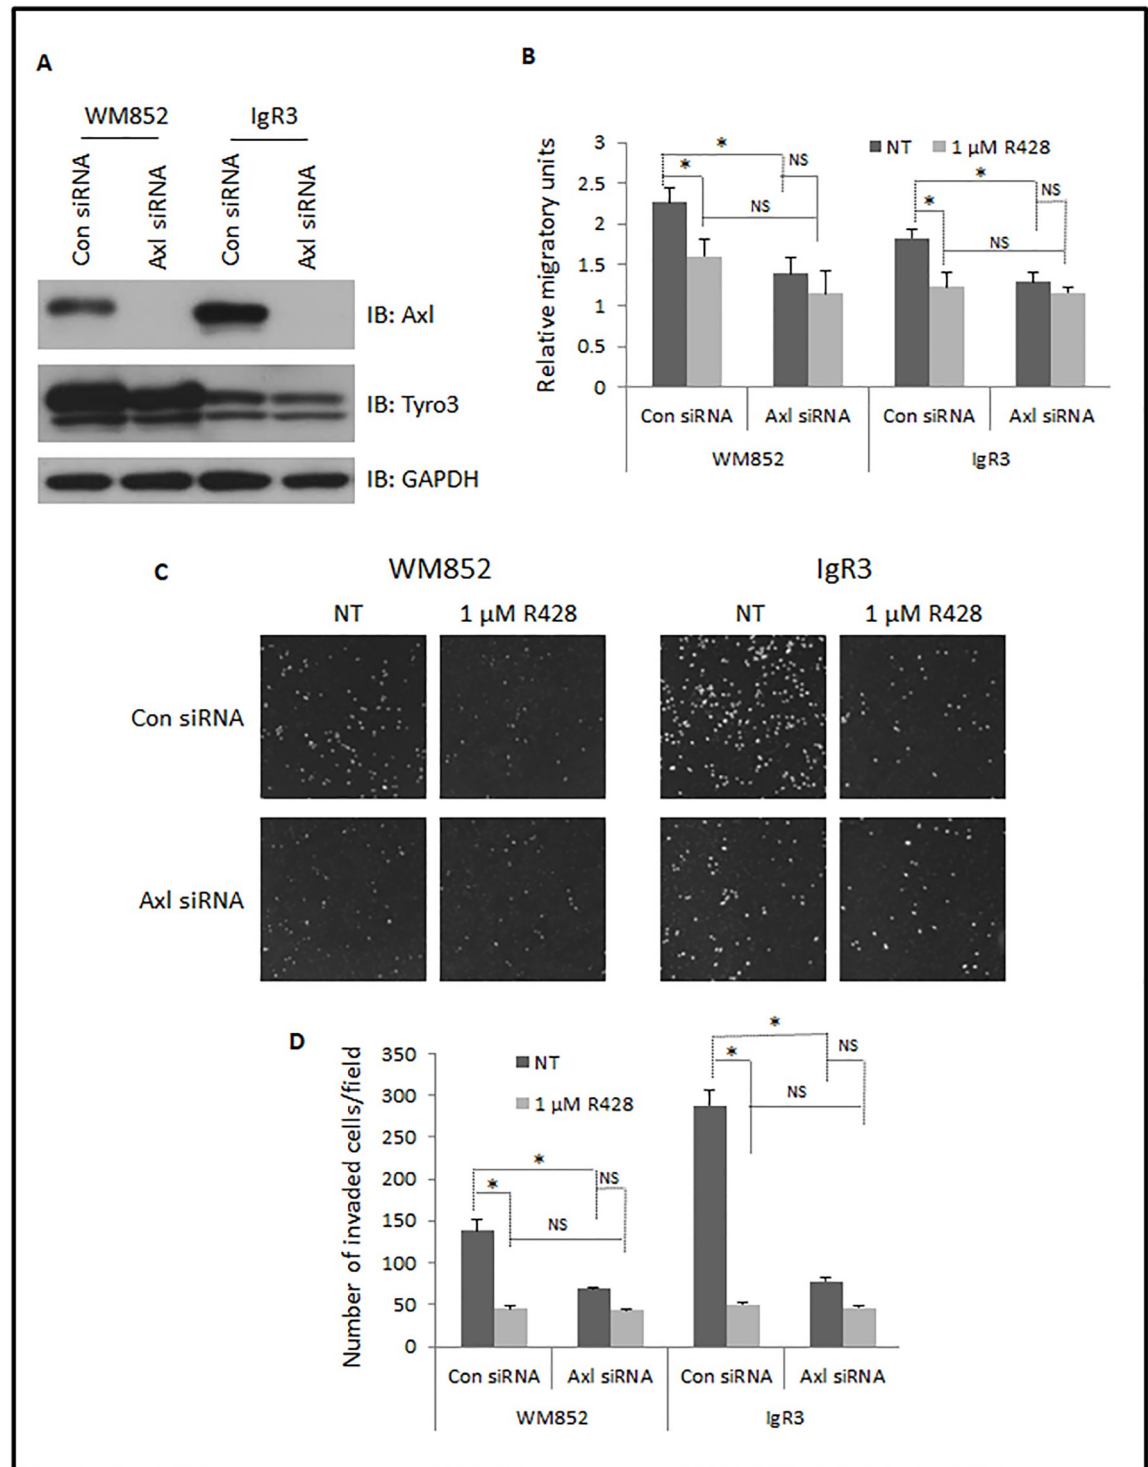 A
WM852
IgR3
Con siRNA
Axl siRNA
Con siRNA
Axl siRNA
IB: Axl
IB: Tyro3
IB: GAPDH
B
Relative migratory units
3
2.5
2
1.5
1
0.5
0
NT
1 µM R428
*
*
NS
NS
*
*
NS
NS
Con siRNA
Axl siRNA
Con siRNA
Axl siRNA
WM852
IgR3
C
WM852
IgR3
NT
1 µM R428
NT
1 µM R428
Con siRNA
Axl siRNA
D
Number of invaded cells/field
350
300
250
200
150
100
50
0
NT
1 µM R428
*
*
NS
NS
*
*
NS
NS
Con siRNA
Axl siRNA
Con siRNA
Axl siRNA
WM852
IgR3